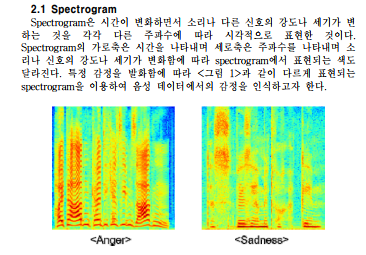 2.1 Spectrogram
Spectrogram은 시간이 변화하면서 소리나 다른 신호의 강도나 세기가 변
하는 것을 각각 다른 주파수에 따라 시각적으로 표현한 것이다.
Spectrogram의 가로축은 시간을 나타내며 세로축은 주파수를 나타내며 소
리나 신호의 강도나 세기가 변화함에 따라 spectrogram에서 표현되는 색도
달라진다. 특정 감정을 발화함에 따라 <그림 1>과 같이 다르게 표현되는
spectrogram을 이용하여 음성 데이터에서의 감정을 인식하고자 한다.
<Anger> <Sadness>